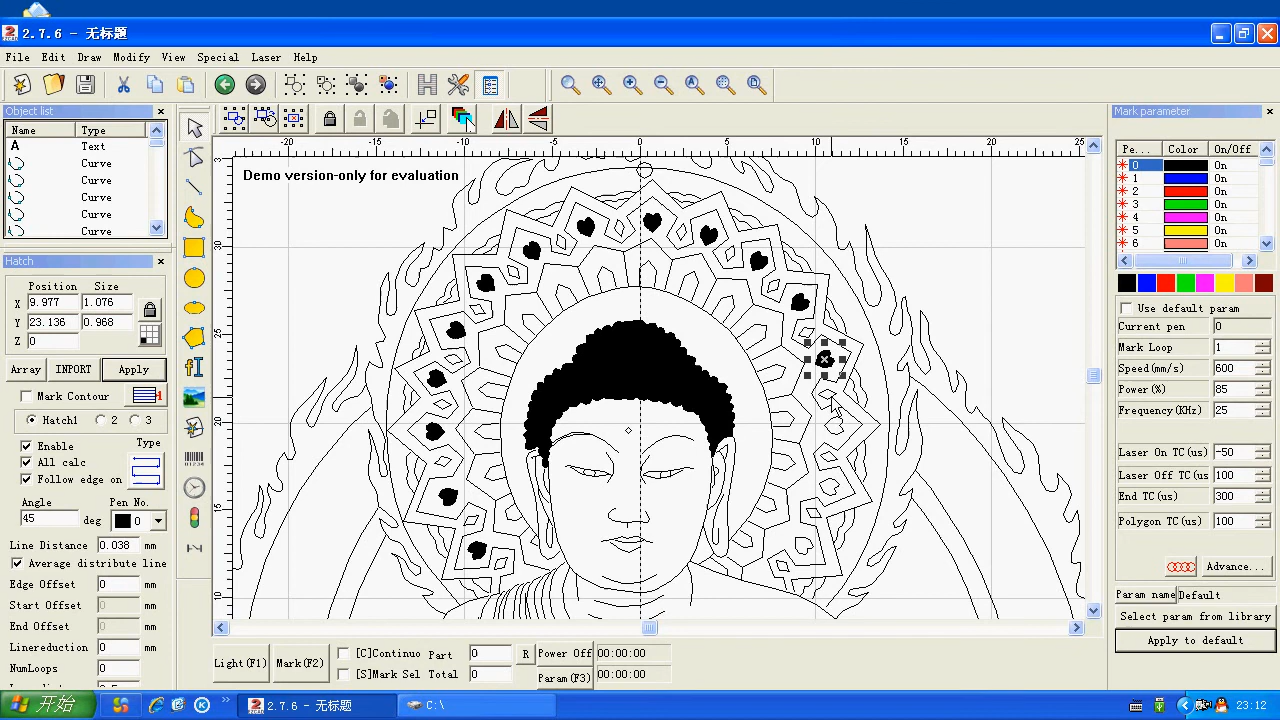 2.7.6 - 无标题
File Edit Draw Modify View Special Laser Help
Object list
Name Type
A Text
Curve
Curve
Curve
Curve
Curve
Hatch
Position Size
X 9.977 1.076
Y 23.136 0.968
Z 0
Array INPORT Apply
Mark Contour
Hatch1 2 3
Enable Type
All calc
Follow edge on
Angle Pen No.
45 deg 0
Line Distance 0.038 mm
Average distribute line
Edge Offset 0 mm
Start Offset 0 mm
End Offset 0 mm
Linereduction 0 mm
NumLoops 0
-20 -15 -10 -5 0 5 10 15 20 25
30
25
20
15
10
Demo version-only for evaluation
Light(F1) Mark(F2) [C]Continuo Part 0 R Power Off 00:00:00
[S]Mark Sel Total 0 Param(F3) 00:00:00
Mark parameter
Pe... Color On/Off
0 On
1 On
2 On
3 On
4 On
5 On
6 On
Use default param
Current pen 0
Mark Loop 1
Speed(mm/s) 600
Power(%) 85
Frequency(KHz) 25
Laser On TC(us) -50
Laser Off TC(us 100
End TC(us) 300
Polygon TC(us) 100
Advance...
Param name Default
Select param from library
Apply to default
开始 2.7.6 - 无标题 C:\ 23:12